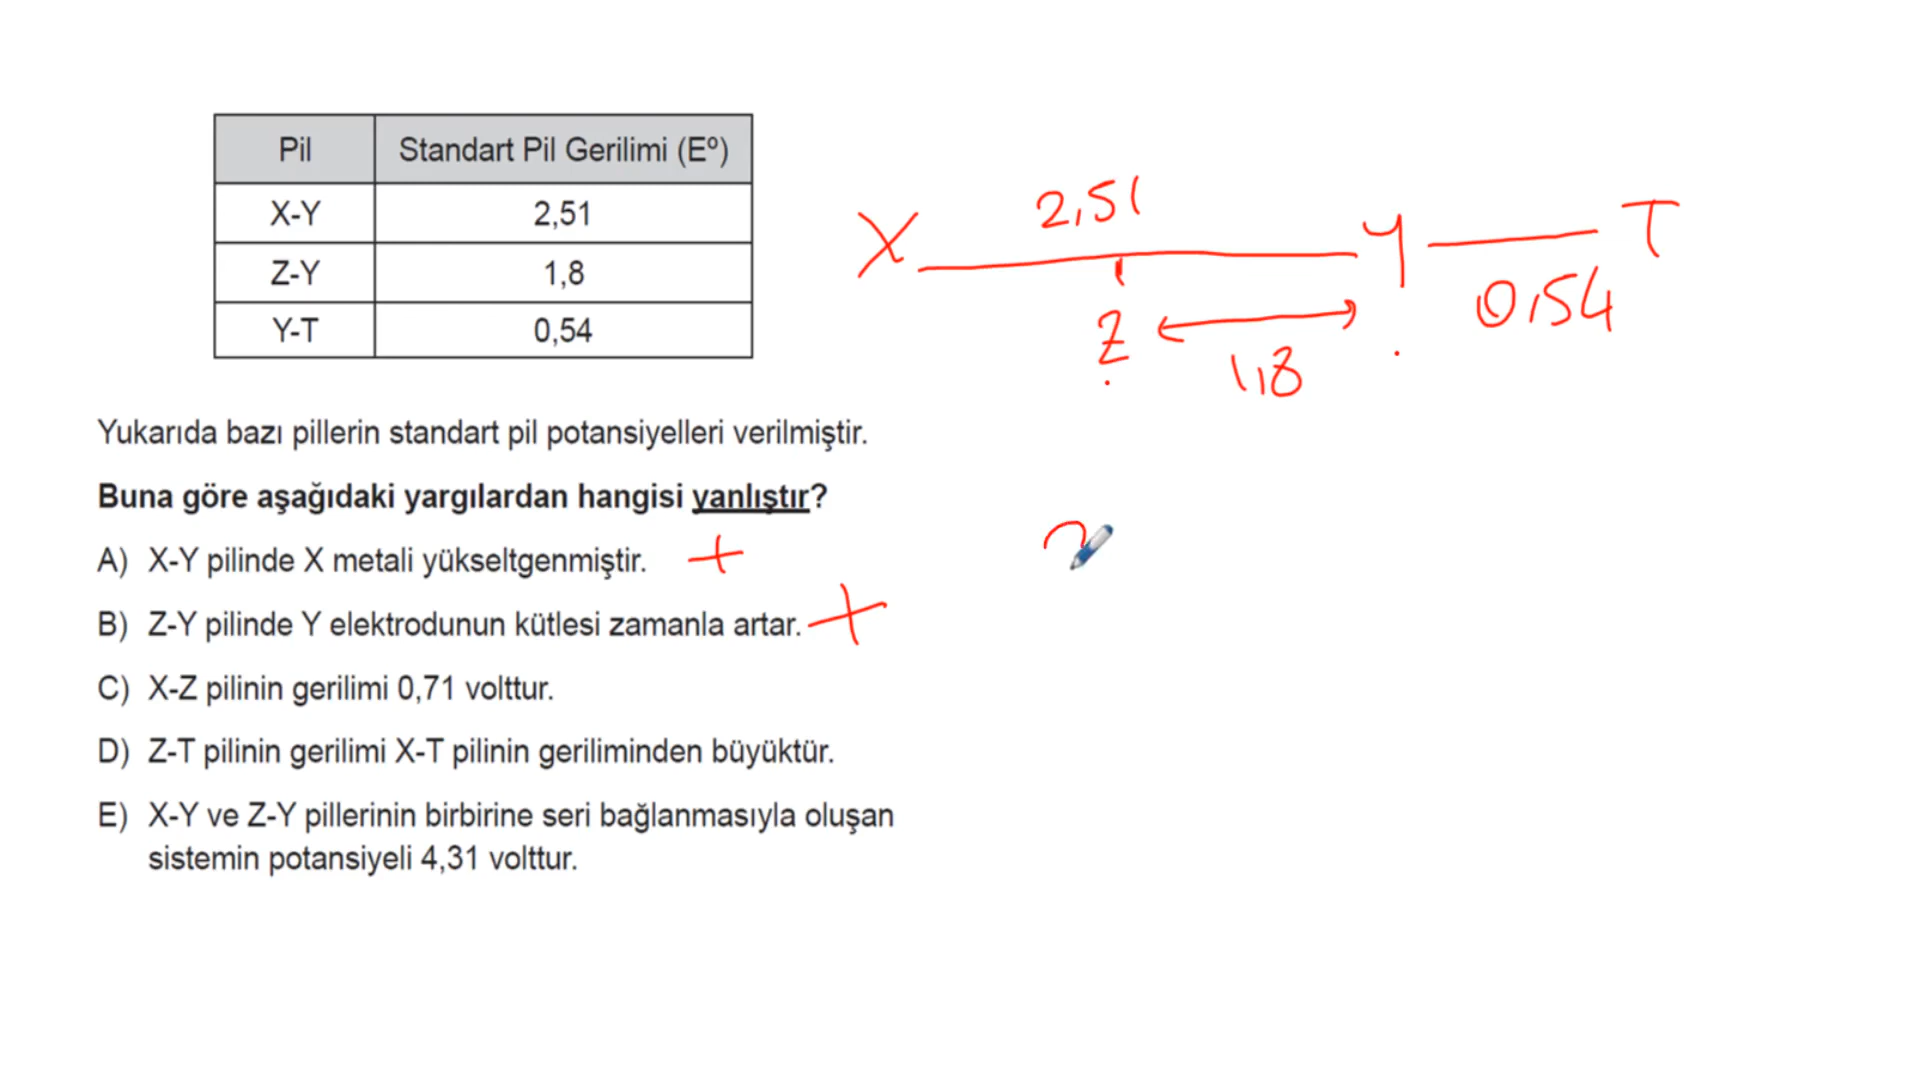 Pil Standart Pil Gerilimi (Eº)
X-Y 2,51
Z-Y 1,8
Y-T 0,54
X 2,51 Y T
Z 1,8 0,54
Yukarıda bazı pillerin standart pil potansiyelleri verilmiştir.
Buna göre aşağıdaki yargılardan hangisi yanlıştır?
A) X-Y pilinde X metali yükseltgenmiştir. +
B) Z-Y pilinde Y elektrodunun kütlesi zamanla artar. +
C) X-Z pilinin gerilimi 0,71 volttur.
D) Z-T pilinin gerilimi X-T pilinin geriliminden büyüktür.
E) X-Y ve Z-Y pillerinin birbirine seri bağlanmasıyla oluşan
sistemin potansiyeli 4,31 volttur.